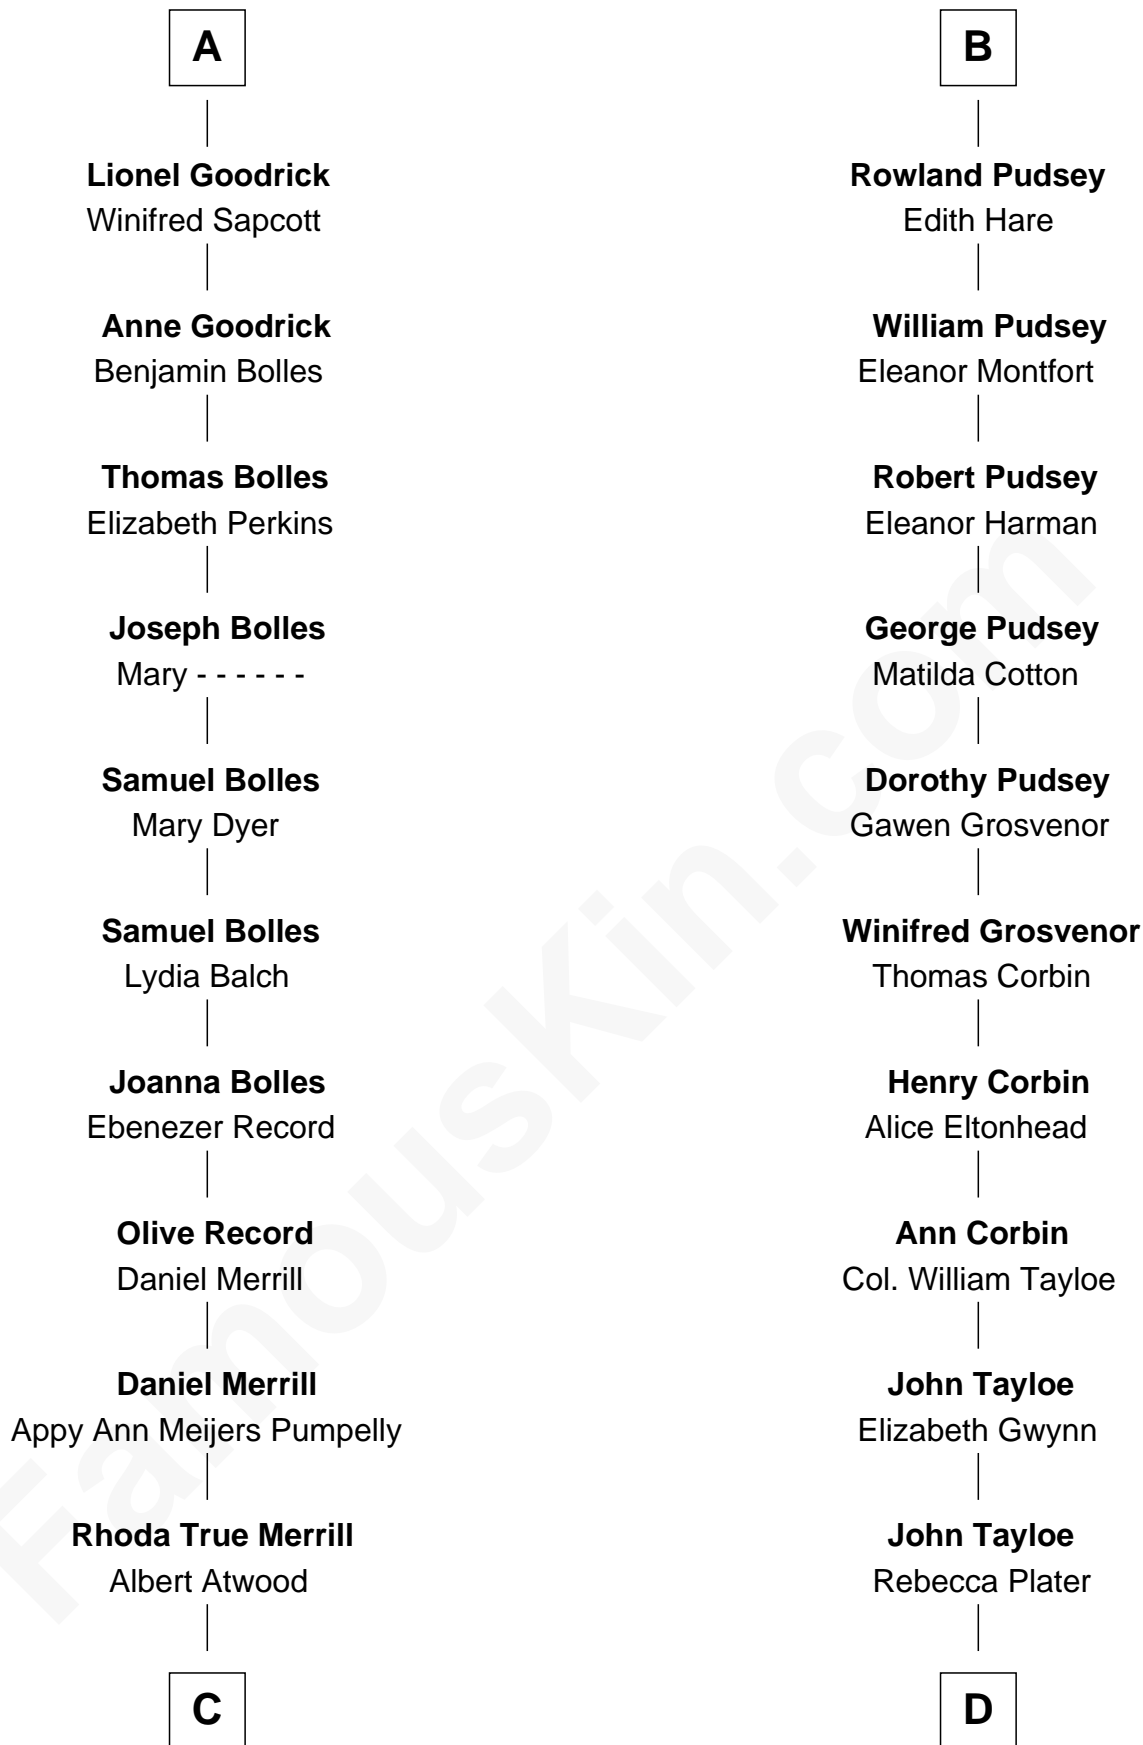 A
Lionel Goodrick
Winifred Sapcott
Anne Goodrick
Benjamin Bolles
Thomas Bolles
Elizabeth Perkins
Joseph Bolles
Mary - - - - - -
Samuel Bolles
Mary Dyer
Samuel Bolles
Lydia Balch
Joanna Bolles
Ebenezer Record
Olive Record
Daniel Merrill
Daniel Merrill
Appy Ann Meijers Pumpelly
Rhoda True Merrill
Albert Atwood
C
B
Rowland Pudsey
Edith Hare
William Pudsey
Eleanor Montfort
Robert Pudsey
Eleanor Harman
George Pudsey
Matilda Cotton
Dorothy Pudsey
Gawen Grosvenor
Winifred Grosvenor
Thomas Corbin
Henry Corbin
Alice Eltonhead
Ann Corbin
Col. William Tayloe
John Tayloe
Elizabeth Gwynn
John Tayloe
Rebecca Plater
D
FamousKin.com